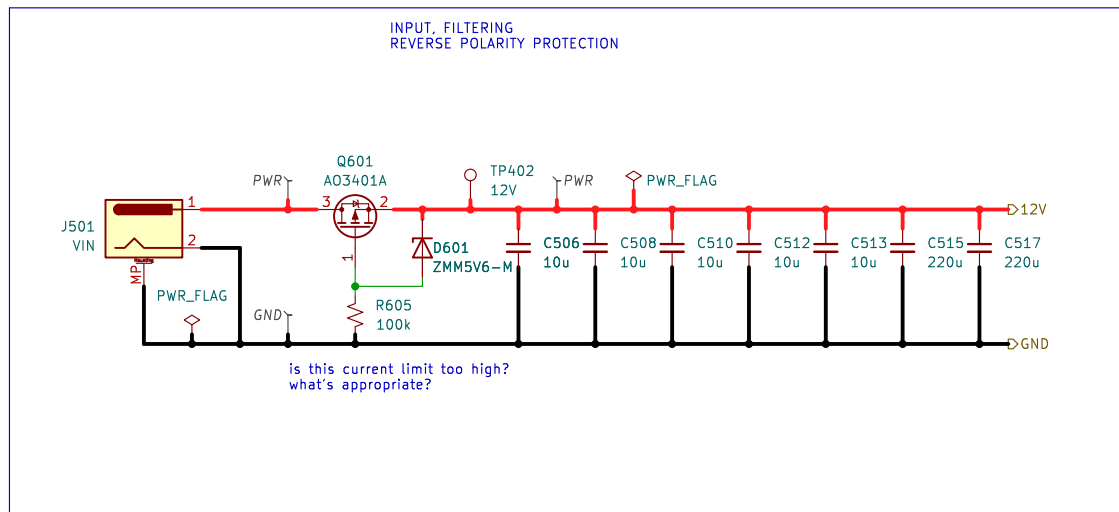 INPUT, FILTERING
REVERSE POLARITY PROTECTION
Q601
AO3401A
TP402
12V
PWR
PWR
PWR_FLAG
J501
VIN
1
3
2
12V
2
1
D601
ZMM5V6-M
C506
10u
C508
10u
C510
10u
C512
10u
C513
10u
C515
220u
C517
220u
MP
PWR_FLAG
GND
R605
100k
GND
is this current limit too high?
what's appropriate?